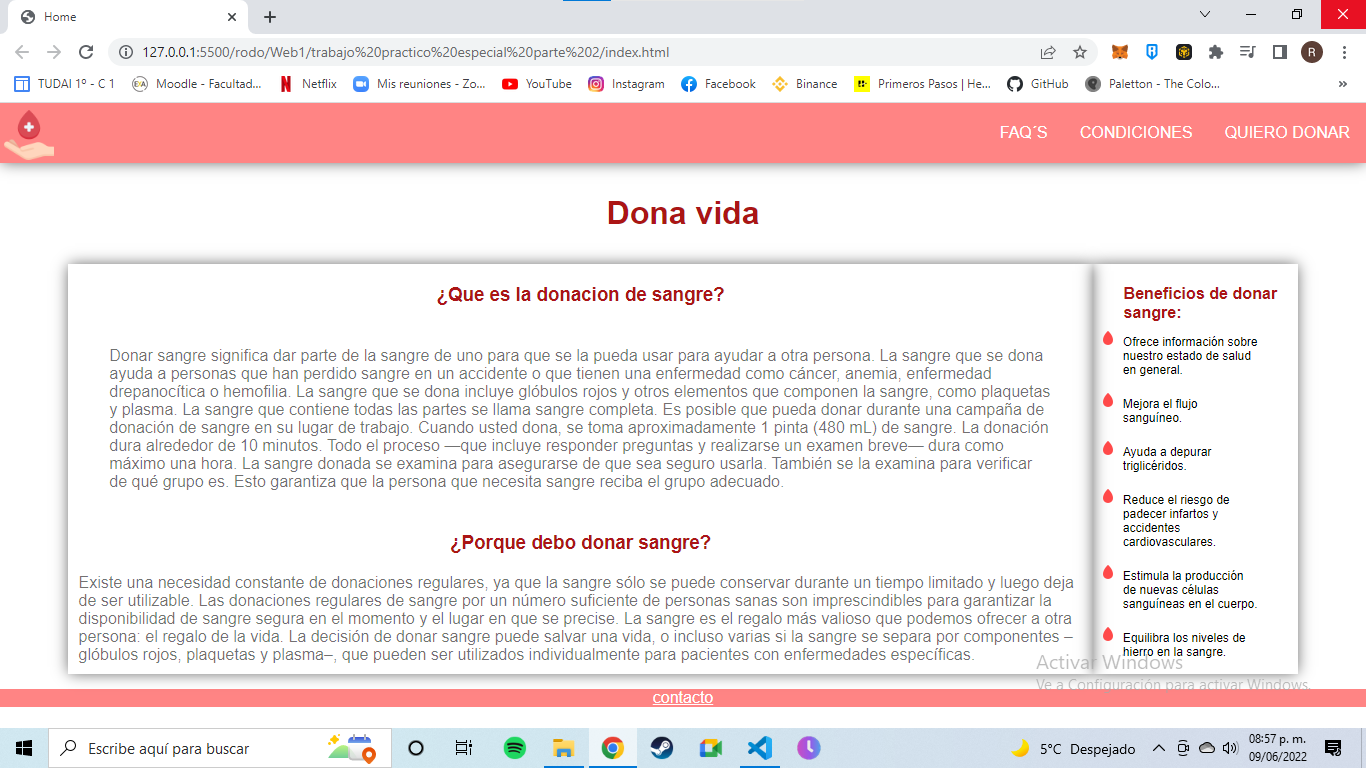 Home
127.0.0.1:5500/rodo/Web1/trabajo%20practico%20especial%20parte%202/index.html
R
TUDAI 1º - C 1
Moodle - Facultad...
Netflix
Mis reuniones - Zo...
YouTube
Instagram
Facebook
Binance
Primeros Pasos | He...
GitHub
Paletton - The Colo...
»
FAQ´S
CONDICIONES
QUIERO DONAR
Dona vida
¿Que es la donacion de sangre?
Donar sangre significa dar parte de la sangre de uno para que se la pueda usar para ayudar a otra persona. La sangre que se dona
ayuda a personas que han perdido sangre en un accidente o que tienen una enfermedad como cáncer, anemia, enfermedad
drepanocítica o hemofilia. La sangre que se dona incluye glóbulos rojos y otros elementos que componen la sangre, como plaquetas
y plasma. La sangre que contiene todas las partes se llama sangre completa. Es posible que pueda donar durante una campaña de
donación de sangre en su lugar de trabajo. Cuando usted dona, se toma aproximadamente 1 pinta (480 mL) de sangre. La donación
dura alrededor de 10 minutos. Todo el proceso —que incluye responder preguntas y realizarse un examen breve— dura como
máximo una hora. La sangre donada se examina para asegurarse de que sea seguro usarla. También se la examina para verificar
de qué grupo es. Esto garantiza que la persona que necesita sangre reciba el grupo adecuado.
¿Porque debo donar sangre?
Existe una necesidad constante de donaciones regulares, ya que la sangre sólo se puede conservar durante un tiempo limitado y luego deja
de ser utilizable. Las donaciones regulares de sangre por un número suficiente de personas sanas son imprescindibles para garantizar la
disponibilidad de sangre segura en el momento y el lugar en que se precise. La sangre es el regalo más valioso que podemos ofrecer a otra
persona: el regalo de la vida. La decisión de donar sangre puede salvar una vida, o incluso varias si la sangre se separa por componentes –
glóbulos rojos, plaquetas y plasma–, que pueden ser utilizados individualmente para pacientes con enfermedades específicas.
Beneficios de donar
sangre:
Ofrece información sobre
nuestro estado de salud
en general.
Mejora el flujo
sanguíneo.
Ayuda a depurar
triglicéridos.
Reduce el riesgo de
padecer infartos y
accidentes
cardiovasculares.
Estimula la producción
de nuevas células
sanguíneas en el cuerpo.
Equilibra los niveles de
hierro en la sangre.
Activar Windows
Ve a Configuración para activar Windows.
contacto
Escribe aquí para buscar
5°C Despejado
08:57 p. m.
09/06/2022